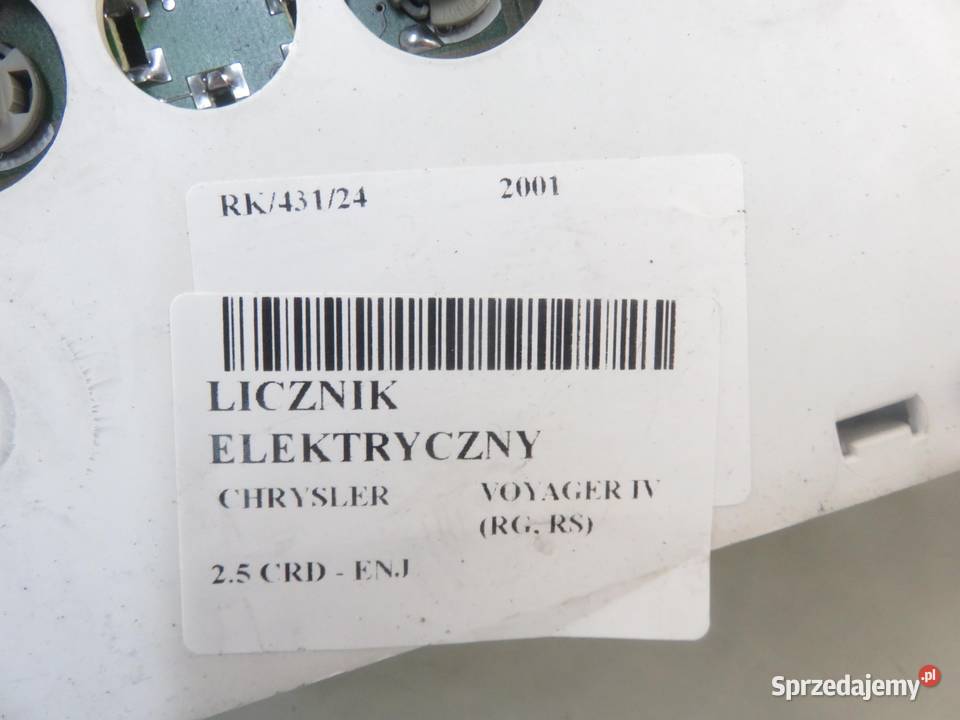 RK/431/24 2001
LICZNIK
ELEKTRYCZNY
CHRYSLER VOYAGER IV
(RG, RS)
2.5 CRD - ENJ
Sprzedajemy.pl